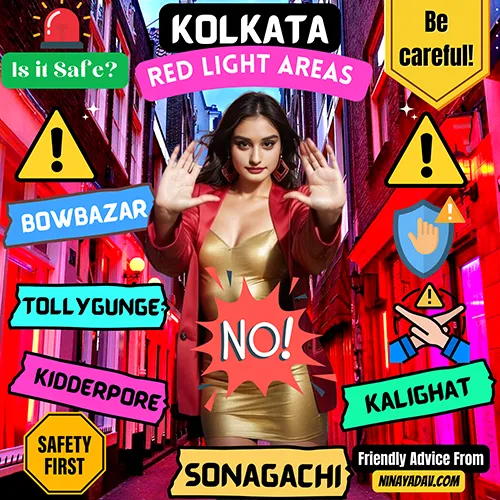 KOLKATA
RED LIGHT AREAS
Is it Safe?
Be
careful!
BOWBAZAR
TOLLYGUNGE
KIDDERPORE
NO!
KALIGHAT
SAFETY
FIRST
SONAGACHI
Friendly Advice From
NINAYADAV.COM